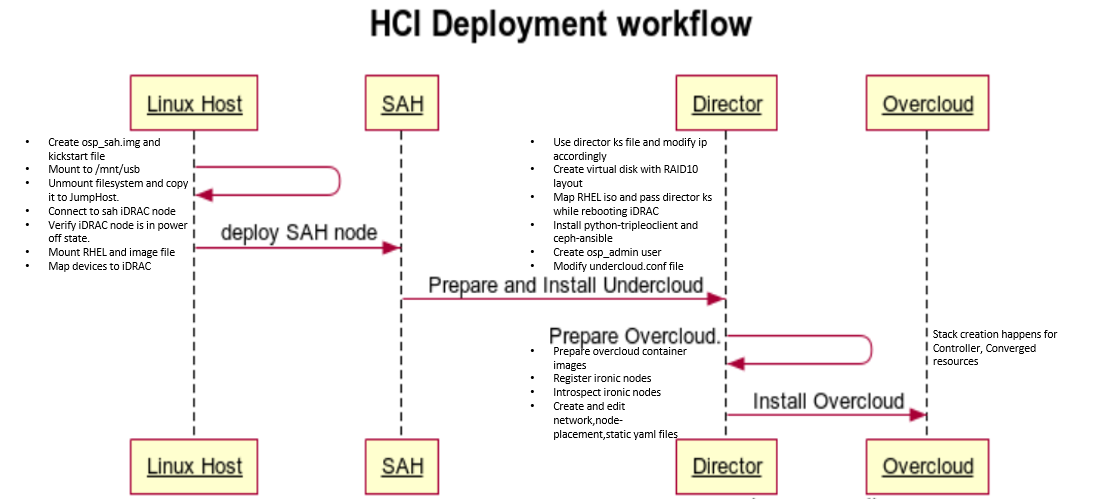 HCI Deployment workflow
Linux Host
SAH
Director
Overcloud
• Create osp_sah.img and
kickstart file
• Mount to /mnt/usb
• Unmount filesystem and copy
it to JumpHost.
• Connect to sah iDRAC node
• Verify iDRAC node is in power
off state.
• Mount RHEL and image file
• Map devices to iDRAC
deploy SAH node
• Use director ks file and modify ip
accordingly
• Create virtual disk with RAID10
layout
• Map RHEL iso and pass director ks
while rebooting iDRAC
• Install python-tripleoclient and
ceph-ansible
• Create osp_admin user
• Modify undercloud.conf file
Prepare and Install Undercloud
Prepare Overcloud.
• Prepare overcloud container
images
• Register ironic nodes
• Introspect ironic nodes
• Create and edit
network,node-
placement,static yaml files
Stack creation happens for
Controller, Converged
resources
Install Overcloud
Linux Host
SAH
Director
Overcloud